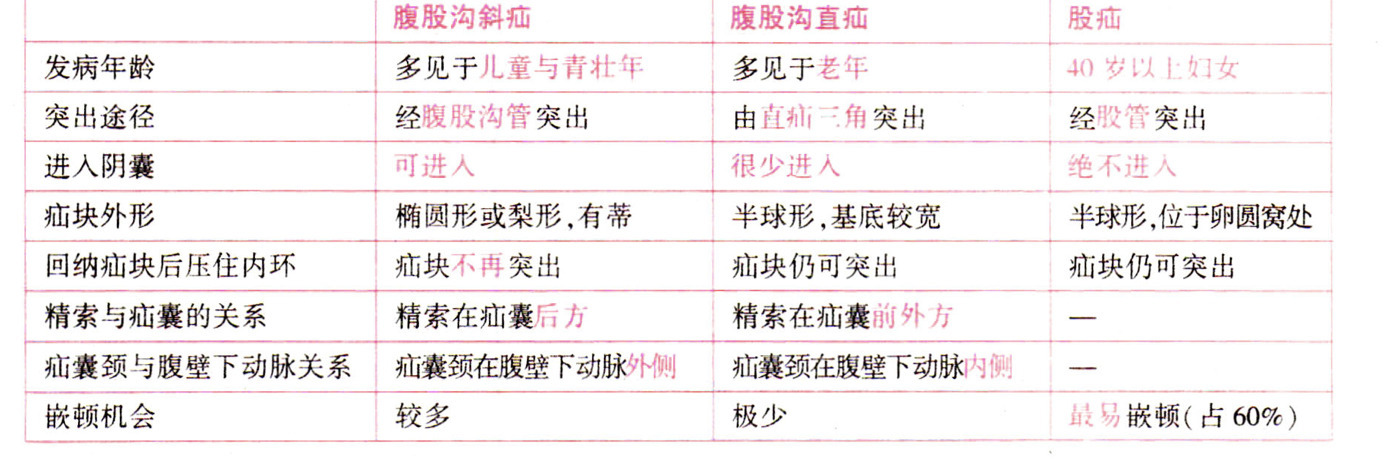 腹股沟斜疝 腹股沟直疝 股疝
发病年龄 多见于儿童与青壮年 多见于老年 40岁以上妇女
突出途径 经腹股沟管突出 由直疝三角突出 经股管突出
进入阴囊 可进入 很少进入 绝不进入
疝块外形 椭圆形或梨形,有蒂 半球形,基底较宽 半球形,位于卵圆窝处
回纳疝块后压住内环 疝块不再突出 疝块仍可突出 疝块仍可突出
精索与疝囊的关系 精索在疝囊后方 精索在疝囊前外方 —
疝囊颈与腹壁下动脉关系 疝囊颈在腹壁下动脉外侧 疝囊颈在腹壁下动脉内侧 —
嵌顿机会 较多 极少 最易嵌顿(占60%)